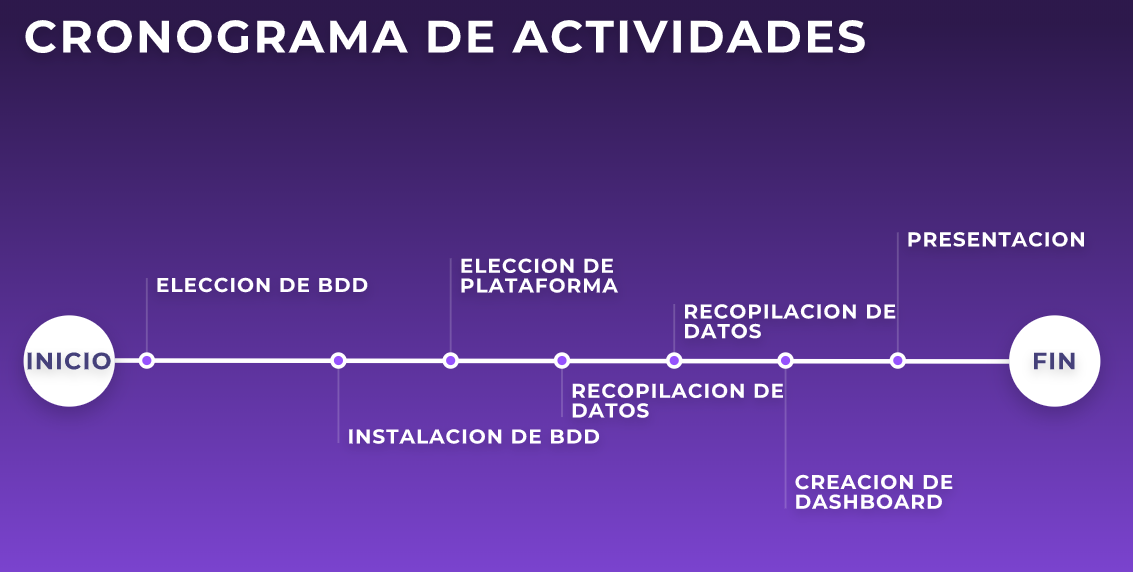 CRONOGRAMA DE ACTIVIDADES
INICIO
ELECCION DE BDD
INSTALACION DE BDD
ELECCION DE
PLATAFORMA
RECOPILACION DE
DATOS
RECOPILACION DE
DATOS
CREACION DE
DASHBOARD
PRESENTACION
FIN